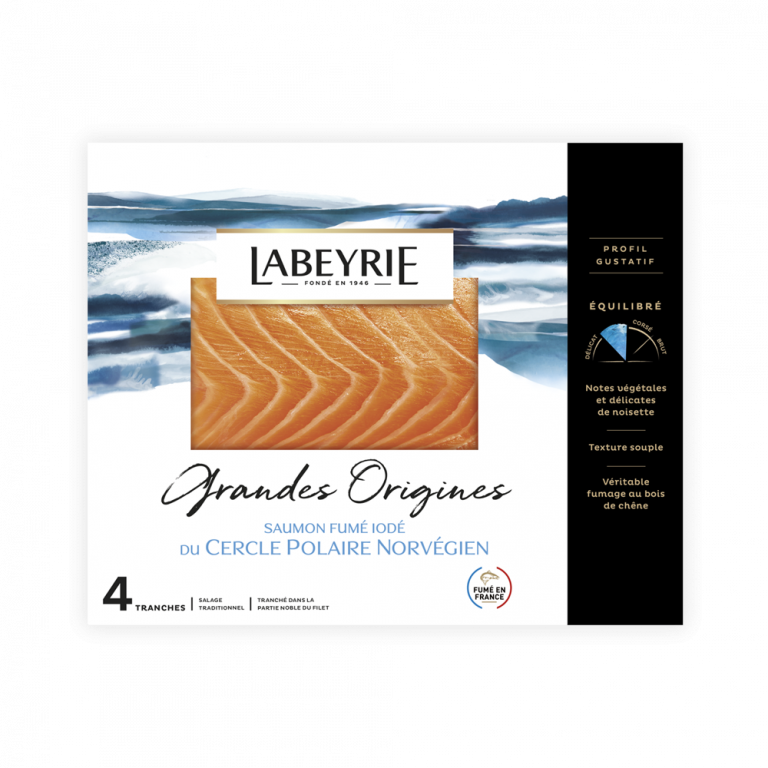 LABEYRIE
FONDÉ EN 1946
Grandes Origines
SAUMON FUMÉ IODÉ
DU CERCLE POLAIRE NORVÉGIEN
4 TRANCHES
SALAGE
TRADITIONNEL
TRANCHÉ DANS LA
PARTIE NOBLE DU FILET
FUMÉ EN
FRANCE
PROFIL
GUSTATIF
ÉQUILIBRÉ
DÉLICAT
CORSÉ
BRUT
Notes végétales
et délicates
de noisette
Texture souple
Véritable
fumage au bois
de chêne